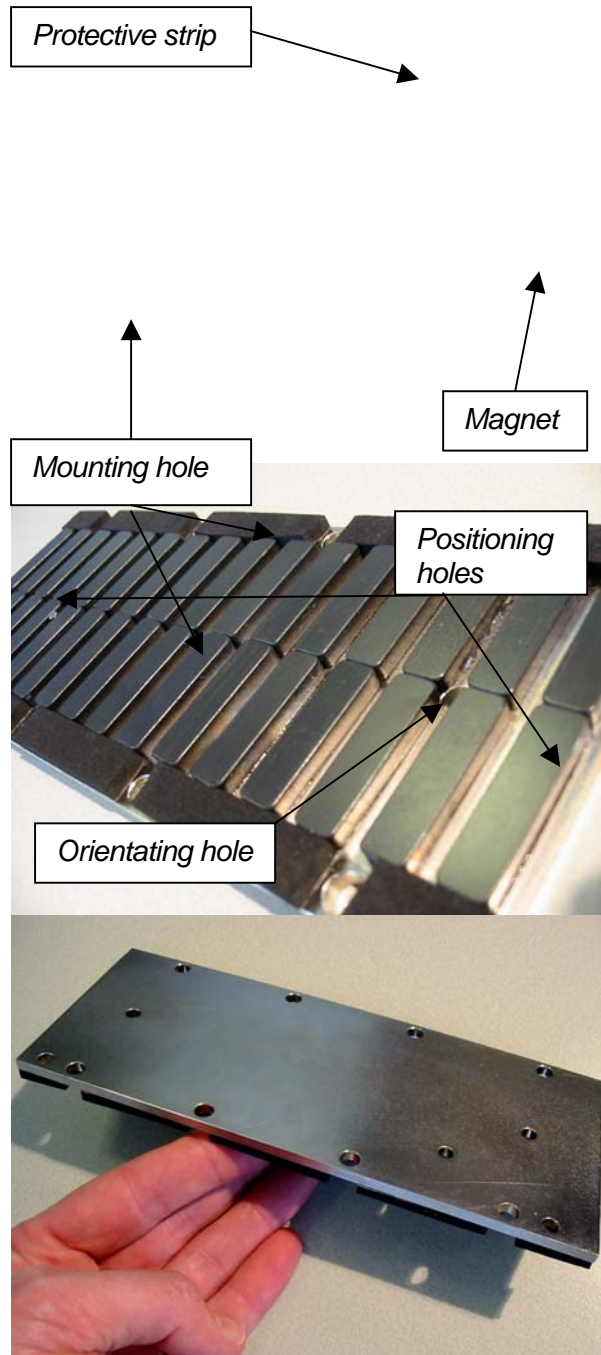 Protective strip
Magnet
Mounting hole
Positioning
holes
Orientating hole